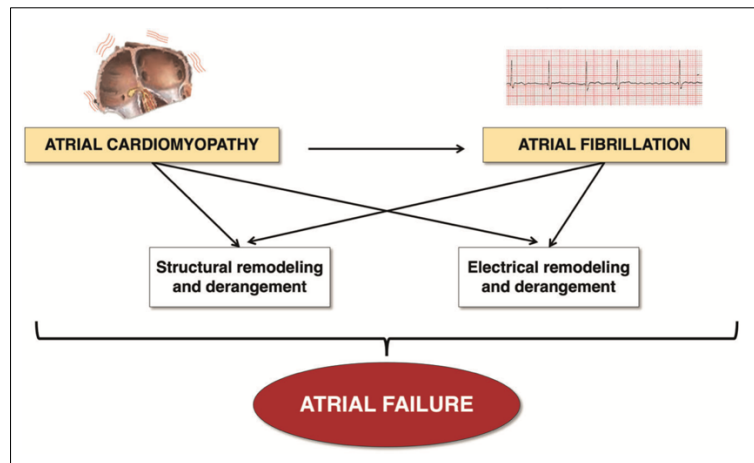 ATRIAL CARDIOMYOPATHY
ATRIAL FIBRILLATION
Structural remodeling
and derangement
Electrical remodeling
and derangement
ATRIAL FAILURE